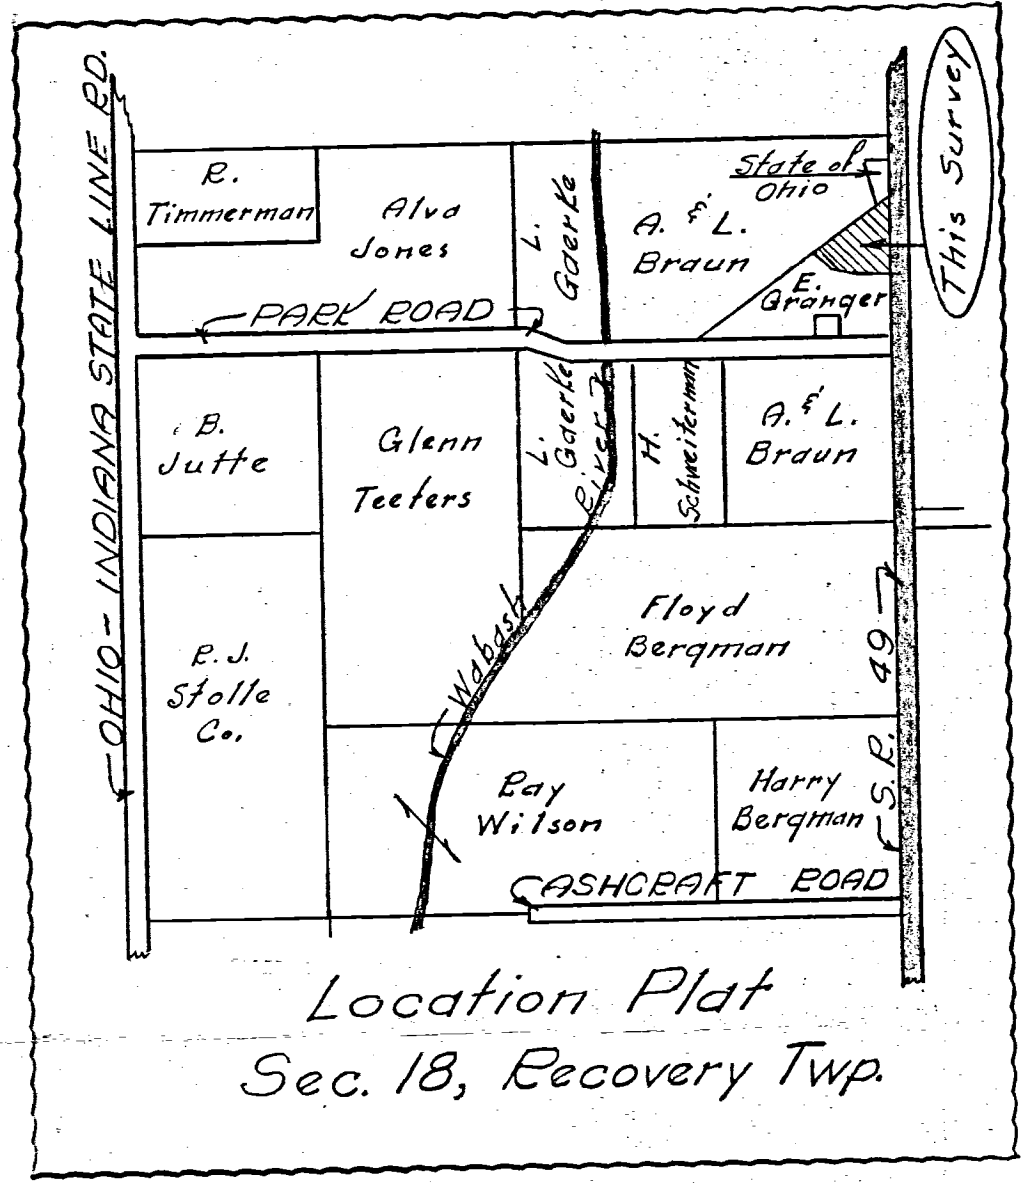 OHIO - INDIANA STATE LINE RD.
This Survey
R.
Timmerman
Alva
Jones
L.
Gaerke
A. & L.
Braun
State of
Ohio
E.
Granger
PARK ROAD
B.
Jutte
Glenn
Teeters
L.
Gaerke
River
H.
Schweiterman
A. & L.
Braun
Wabash
Floyd
Bergman
S. R. 49
R. J.
Stolle
Co.
Ray
Wilson
Harry
Bergman
ASHCRAFT ROAD
Location Plat
Sec. 18, Recovery Twp.